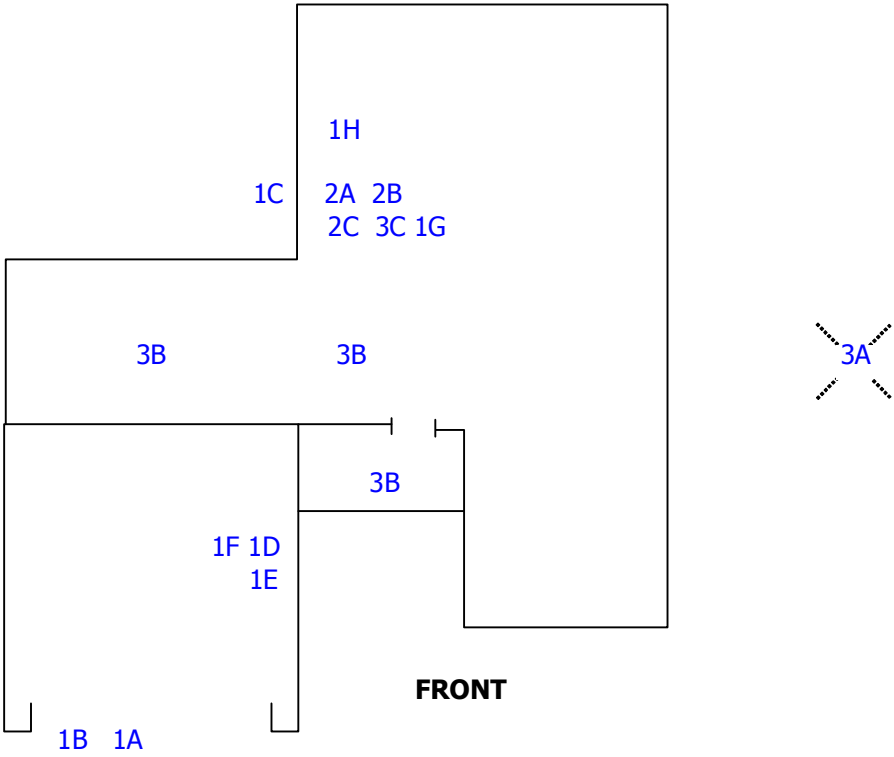 1H
1C 2A 2B
2C 3C 1G
3B 3B
3A
3B
1F 1D
1E
FRONT
1B 1A